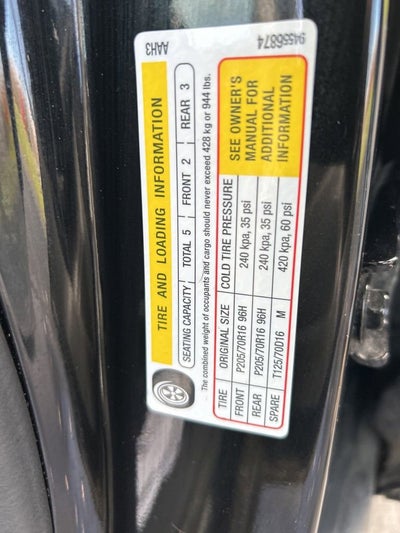 AAH3
94556874
TIRE AND LOADING INFORMATION
SEATING CAPACITY TOTAL 5 FRONT 2 REAR 3
The combined weight of occupants and cargo should never exceed 428 kg or 944 lbs.
TIRE ORIGINAL SIZE COLD TIRE PRESSURE
FRONT P205/70R16 96H 240 kpa, 35 psi
REAR P205/70R16 96H 240 kpa, 35 psi
SPARE T125/70D16 M 420 kpa, 60 psi
SEE OWNER'S
MANUAL FOR
ADDITIONAL
INFORMATION